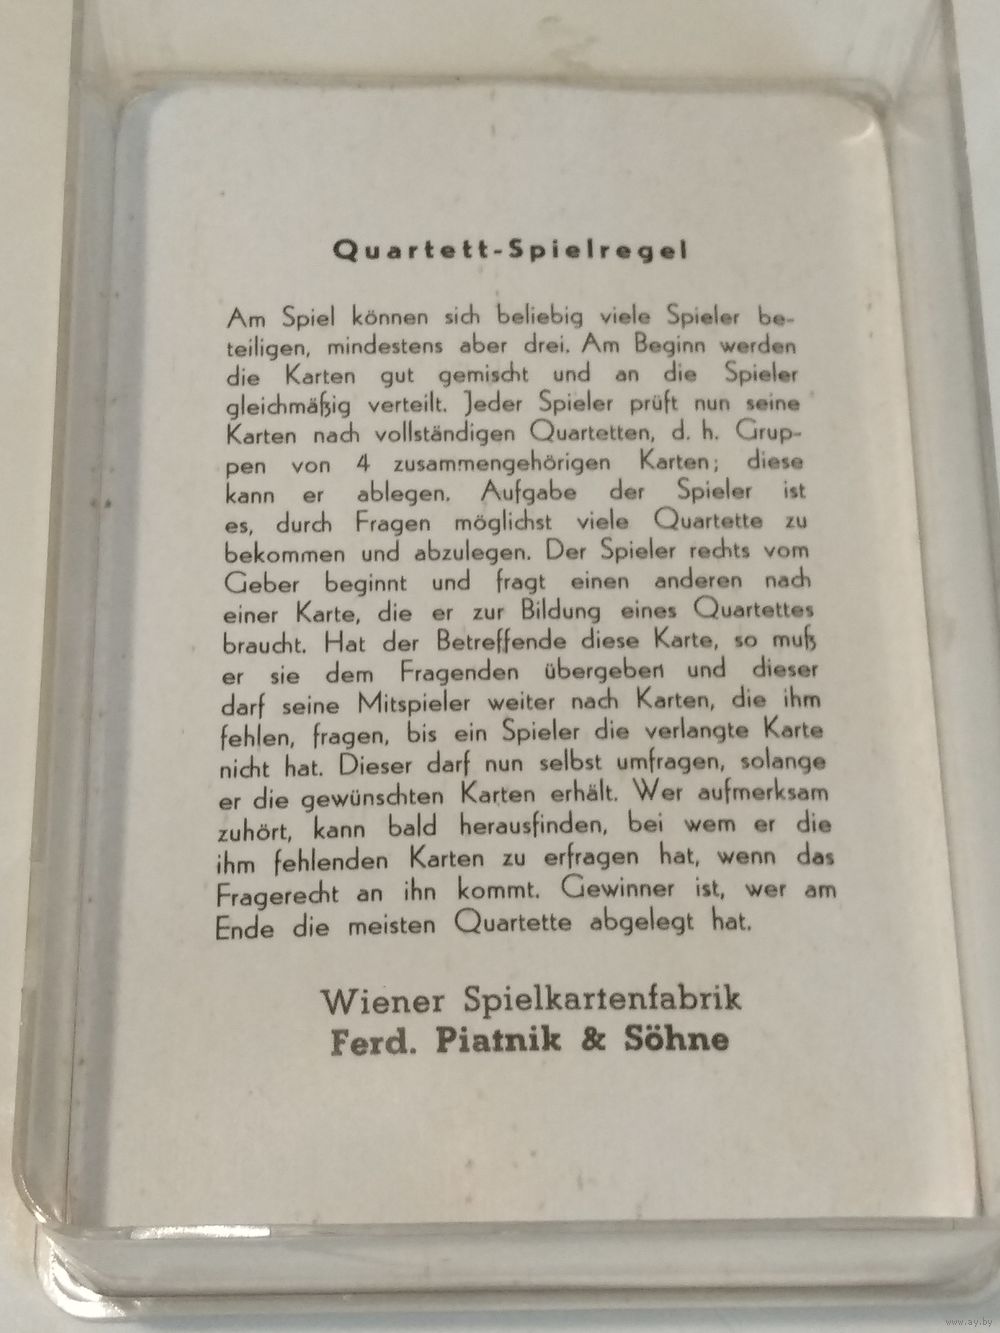 Quartett-Spielregel
Am Spiel können sich beliebig viele Spieler be-
teiligen, mindestens aber drei. Am Beginn werden
die Karten gut gemischt und an die Spieler
gleichmäßig verteilt. Jeder Spieler prüft nun seine
Karten nach vollständigen Quartetten, d. h. Grup-
pen von 4 zusammengehörigen Karten; diese
kann er ablegen. Aufgabe der Spieler ist
es, durch Fragen möglichst viele Quartette zu
bekommen und abzulegen. Der Spieler rechts vom
Geber beginnt und fragt einen anderen nach
einer Karte, die er zur Bildung eines Quartettes
braucht. Hat der Betreffende diese Karte, so muß
er sie dem Fragenden übergeben und dieser
darf seine Mitspieler weiter nach Karten, die ihm
fehlen, fragen, bis ein Spieler die verlangte Karte
nicht hat. Dieser darf nun selbst umfragen, solange
er die gewünschten Karten erhält. Wer aufmerksam
zuhört, kann bald herausfinden, bei wem er die
ihm fehlenden Karten zu erfragen hat, wenn das
Fragerecht an ihn kommt. Gewinner ist, wer am
Ende die meisten Quartette abgelegt hat.
Wiener Spielkartenfabrik
Ferd. Piatnik & Söhne
www.ay.by